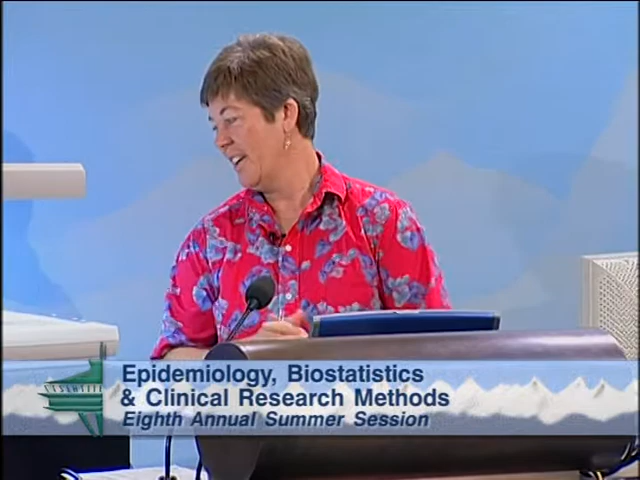 Epidemiology, Biostatistics
& Clinical Research Methods
Eighth Annual Summer Session